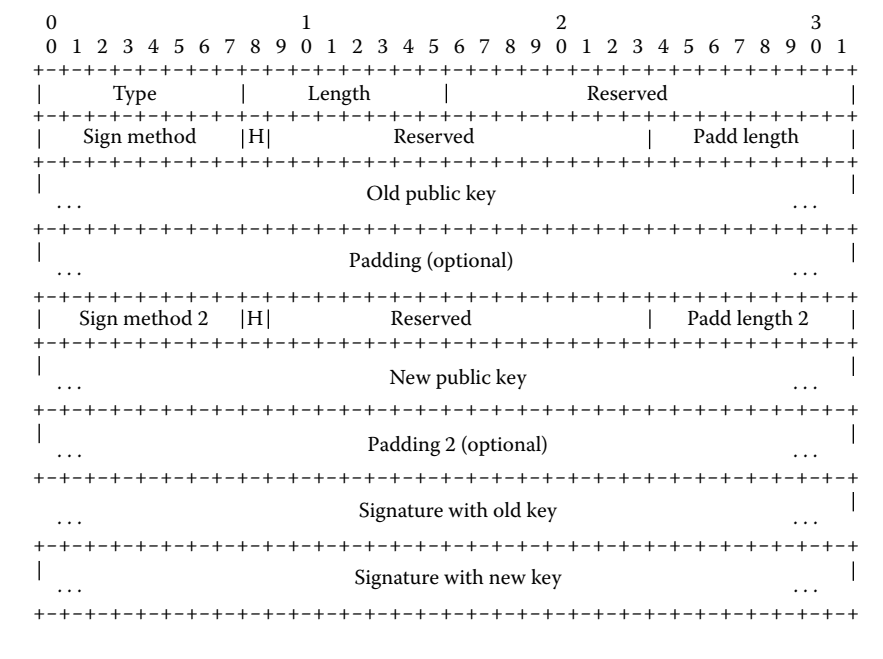 0 1 2 3
0 1 2 3 4 5 6 7 8 9 0 1 2 3 4 5 6 7 8 9 0 1 2 3 4 5 6 7 8 9 0 1
+-+-+-+-+-+-+-+-+-+-+-+-+-+-+-+-+-+-+-+-+-+-+-+-+-+-+-+-+-+-+-+-+
| Type | Length | Reserved |
+-+-+-+-+-+-+-+-+-+-+-+-+-+-+-+-+-+-+-+-+-+-+-+-+-+-+-+-+-+-+-+-+
| Sign method |H| Reserved | Padd length |
+-+-+-+-+-+-+-+-+-+-+-+-+-+-+-+-+-+-+-+-+-+-+-+-+-+-+-+-+-+-+-+-+
| ... Old public key ... |
+-+-+-+-+-+-+-+-+-+-+-+-+-+-+-+-+-+-+-+-+-+-+-+-+-+-+-+-+-+-+-+-+
| ... Padding (optional) ... |
+-+-+-+-+-+-+-+-+-+-+-+-+-+-+-+-+-+-+-+-+-+-+-+-+-+-+-+-+-+-+-+-+
| Sign method 2 |H| Reserved | Padd length 2 |
+-+-+-+-+-+-+-+-+-+-+-+-+-+-+-+-+-+-+-+-+-+-+-+-+-+-+-+-+-+-+-+-+
| ... New public key ... |
+-+-+-+-+-+-+-+-+-+-+-+-+-+-+-+-+-+-+-+-+-+-+-+-+-+-+-+-+-+-+-+-+
| ... Padding 2 (optional) ... |
+-+-+-+-+-+-+-+-+-+-+-+-+-+-+-+-+-+-+-+-+-+-+-+-+-+-+-+-+-+-+-+-+
... Signature with old key ... |
+-+-+-+-+-+-+-+-+-+-+-+-+-+-+-+-+-+-+-+-+-+-+-+-+-+-+-+-+-+-+-+-+
| ... Signature with new key ... |
+-+-+-+-+-+-+-+-+-+-+-+-+-+-+-+-+-+-+-+-+-+-+-+-+-+-+-+-+-+-+-+-+